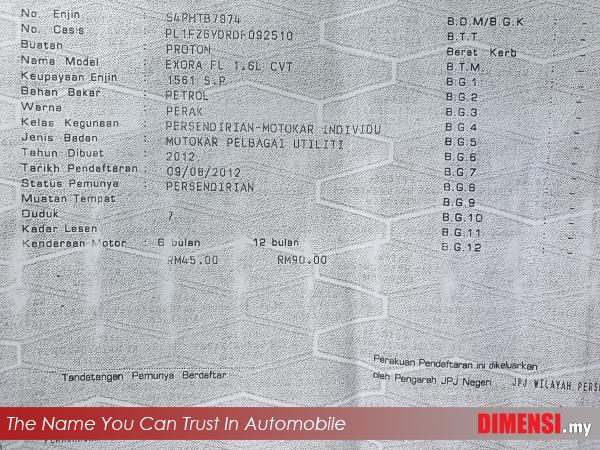 No. Enjin : S4PHTB7874
No. Casis : PL1FZ6YDRDF092510
Buatan : PROTON
Nama Model : EXORA FL 1.6L CVT
Keupayaan Enjin : 1561 S.P
Bahan Bakar : PETROL
Warna : PERAK
Kelas Kegunaan : PERSENDIRIAN-MOTOKAR INDIVIDU
Jenis Badan : MOTOKAR PELBAGAI UTILITI
Tahun Dibuat : 2012
Tarikh Pendaftaran : 09/08/2012
Status Pemunya : PERSENDIRIAN
Muatan Tempat
Duduk : 7
Kadar Lesen
Kenderaan Motor : 6 bulan 12 bulan
RM45.00 RM90.00
B.D.M/B.G.K : -
B.T.T : -
Berat Kerb : -
B.T.M. : -
B.G.1 : -
B.G.2 : -
B.G.3 : -
B.G.4 : -
B.G.5 : -
B.G.6 : -
B.G.7 : -
B.G.8 : -
B.G.9 : -
B.G.10 : -
B.G.11 : -
B.G.12 : -
Tandatangan Pemunya Berdaftar
Perakuan Pendaftaran ini dikeluarkan
oleh Pengarah JPJ Negeri JPJ WILAYAH PERSE
The Name You Can Trust In Automobile
DIMENSI.my